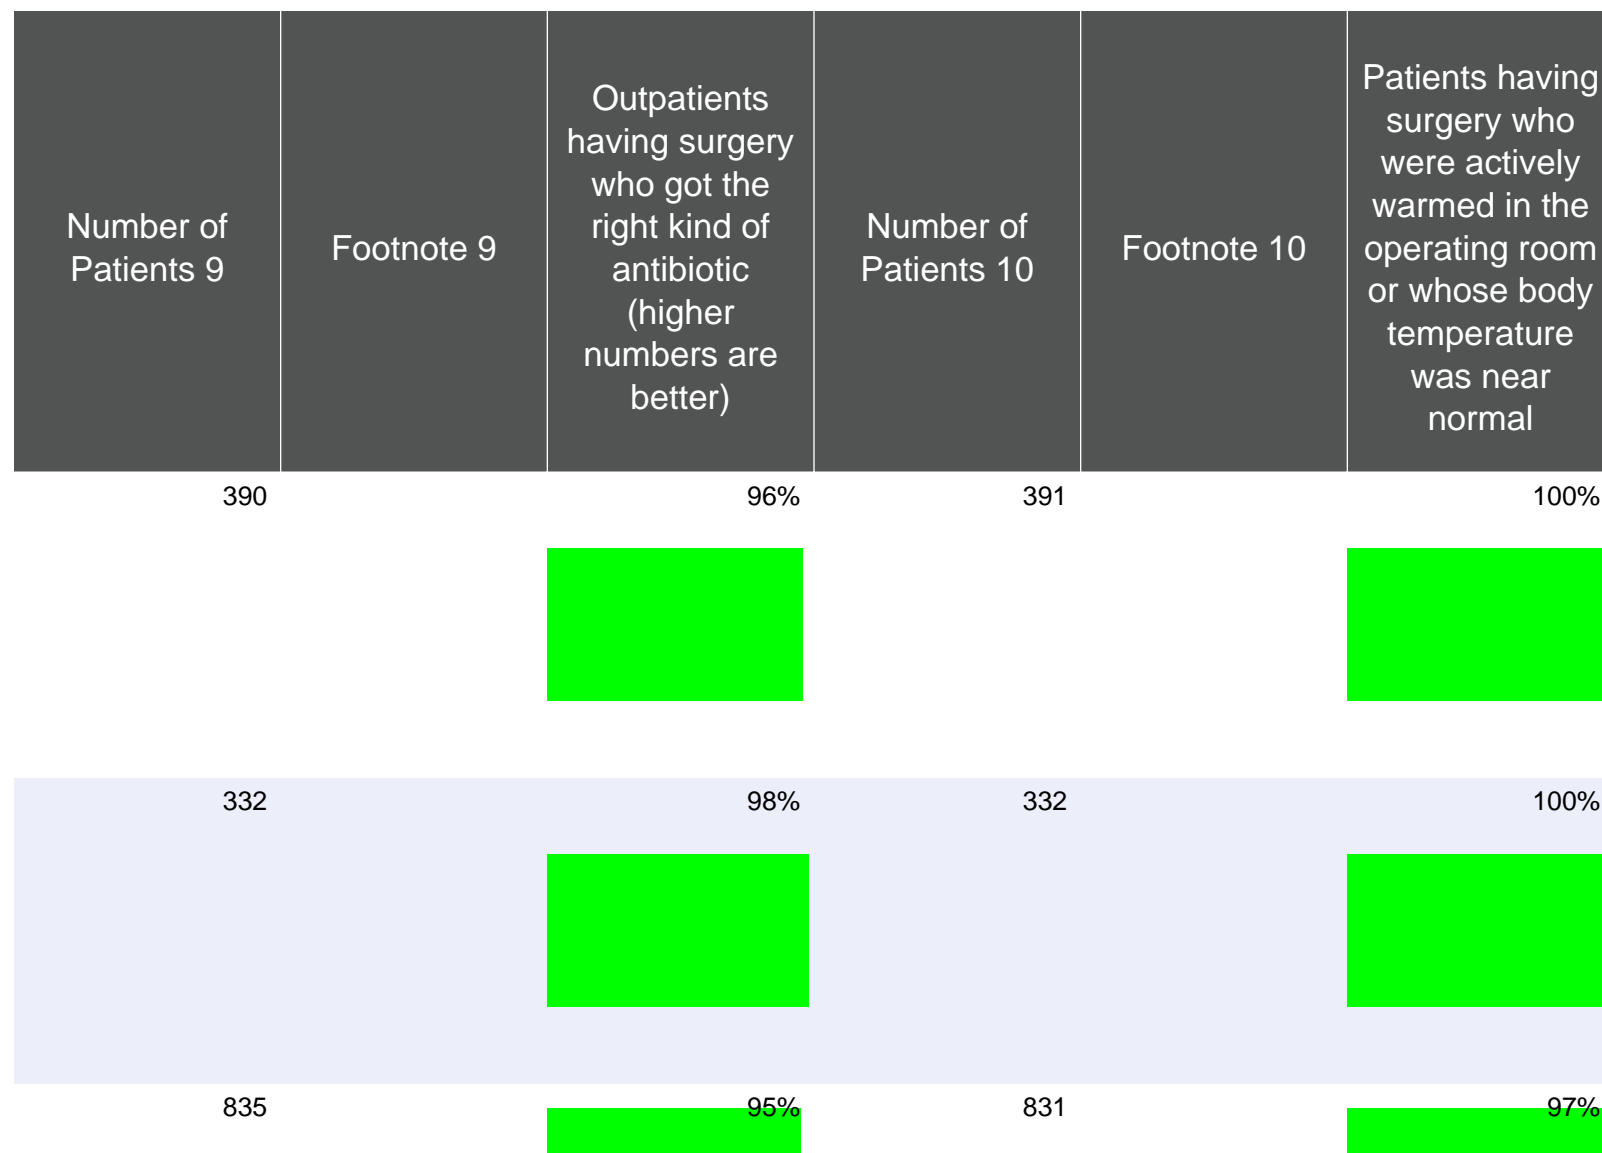 Number of
Patients 9
Footnote 9
Outpatients
having surgery
who got the
right kind of
antibiotic
(higher
numbers are
better)
Number of
Patients 10
Footnote 10
Patients having
surgery who
were actively
warmed in the
operating room
or whose body
temperature
was near
normal
390 96% 391 100%
332 98% 332 100%
835 95% 831 97%